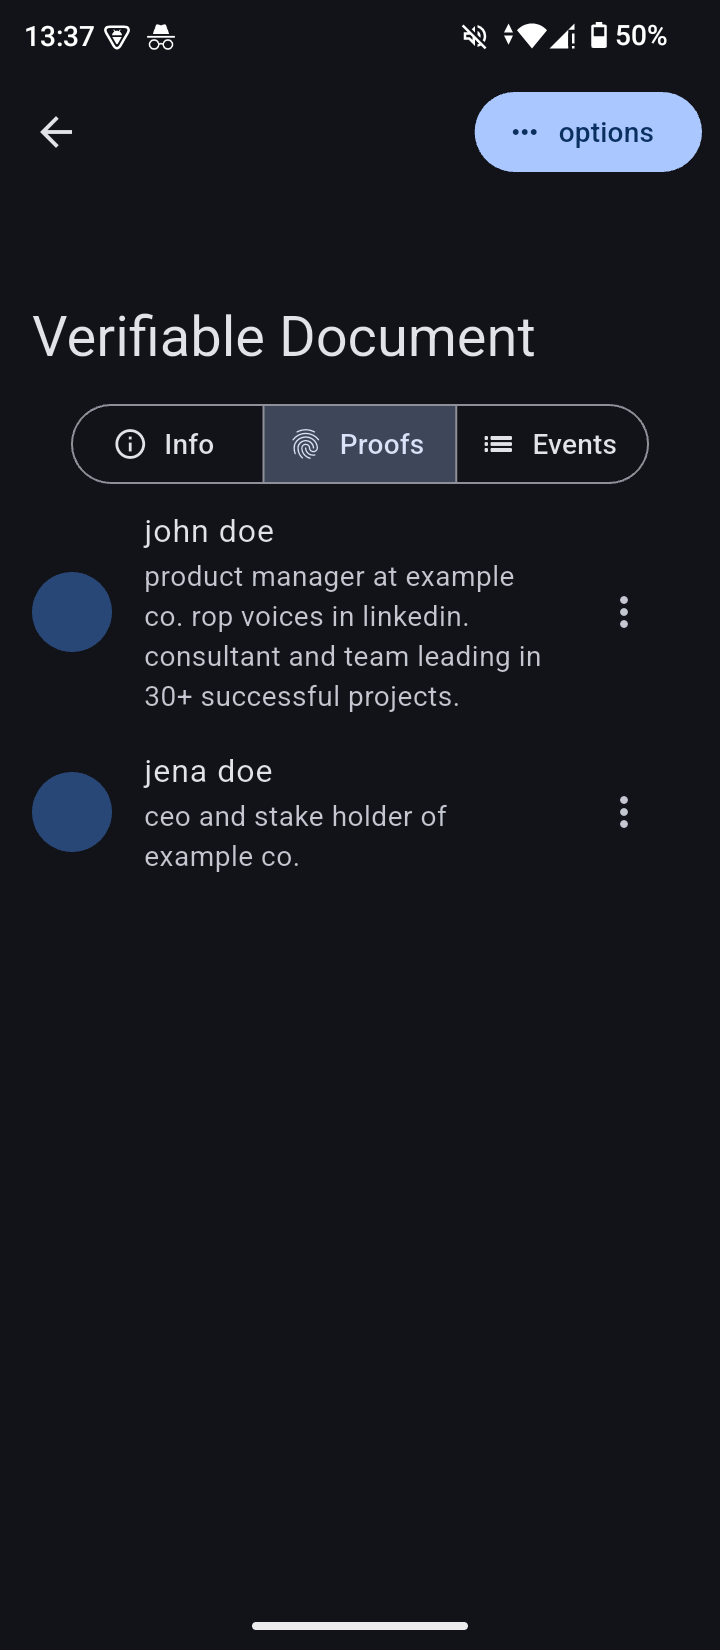 13:37 50%
options
Verifiable Document
Info Proofs Events
john doe
product manager at example
co. rop voices in linkedin.
consultant and team leading in
30+ successful projects.
jena doe
ceo and stake holder of
example co.